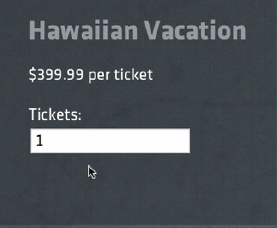 Hawaiian Vacation
$399.99 per ticket
Tickets:
1